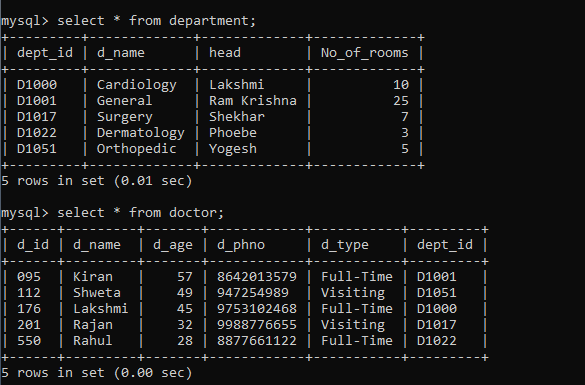 mysql> select * from department;
+---------+-------------+-------------+-------------+
| dept_id | d_name      | head        | No_of_rooms |
+---------+-------------+-------------+-------------+
| D1000   | Cardiology  | Lakshmi     |          10 |
| D1001   | General     | Ram Krishna |          25 |
| D1017   | Surgery     | Shekhar     |           7 |
| D1022   | Dermatology | Phoebe      |           3 |
| D1051   | Orthopedic  | Yogesh      |           5 |
+---------+-------------+-------------+-------------+
5 rows in set (0.01 sec)
mysql> select * from doctor;
+------+---------+-------+------------+-----------+---------+
| d_id | d_name  | d_age | d_phno     | d_type    | dept_id |
+------+---------+-------+------------+-----------+---------+
| 095  | Kiran   |    57 | 8642013579 | Full-Time | D1001   |
| 112  | Shweta  |    49 | 947254989  | Visiting  | D1051   |
| 176  | Lakshmi |    45 | 9753102468 | Full-Time | D1000   |
| 201  | Rajan   |    32 | 9988776655 | Visiting  | D1017   |
| 550  | Rahul   |    28 | 8877661122 | Full-Time | D1022   |
+------+---------+-------+------------+-----------+---------+
5 rows in set (0.00 sec)